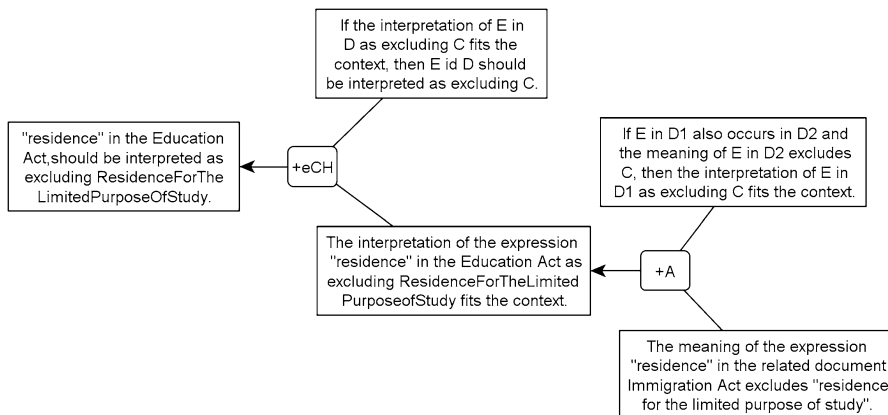 If the interpretation of E in
D as excluding C fits the
context, then E id D should
be interpreted as excluding C.
"residence" in the Education
Act,should be interpreted as
excluding ResidenceForThe
LimitedPurposeOfStudy.
+eCH
If E in D1 also occurs in D2 and
the meaning of E in D2 excludes
C, then the interpretation of E in
D1 as excluding C fits the context.
The interpretation of the expression
"residence" in the Education Act as
excluding ResidenceForTheLimited
PurposeofStudy fits the context.
+A
The meaning of the expression
"residence" in the related document
Immigration Act excludes "residence
for the limited purpose of study".